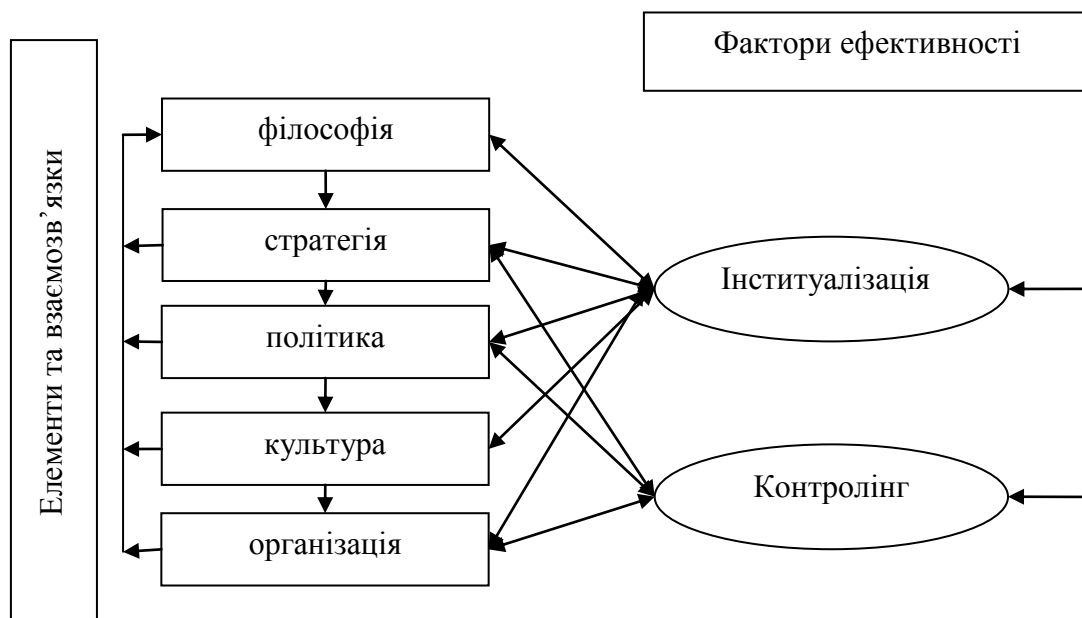 Фактори ефективності
Елементи та взаємозв’язки
філософія
стратегія
політика
культура
організація
Інституалізація
Контролінг